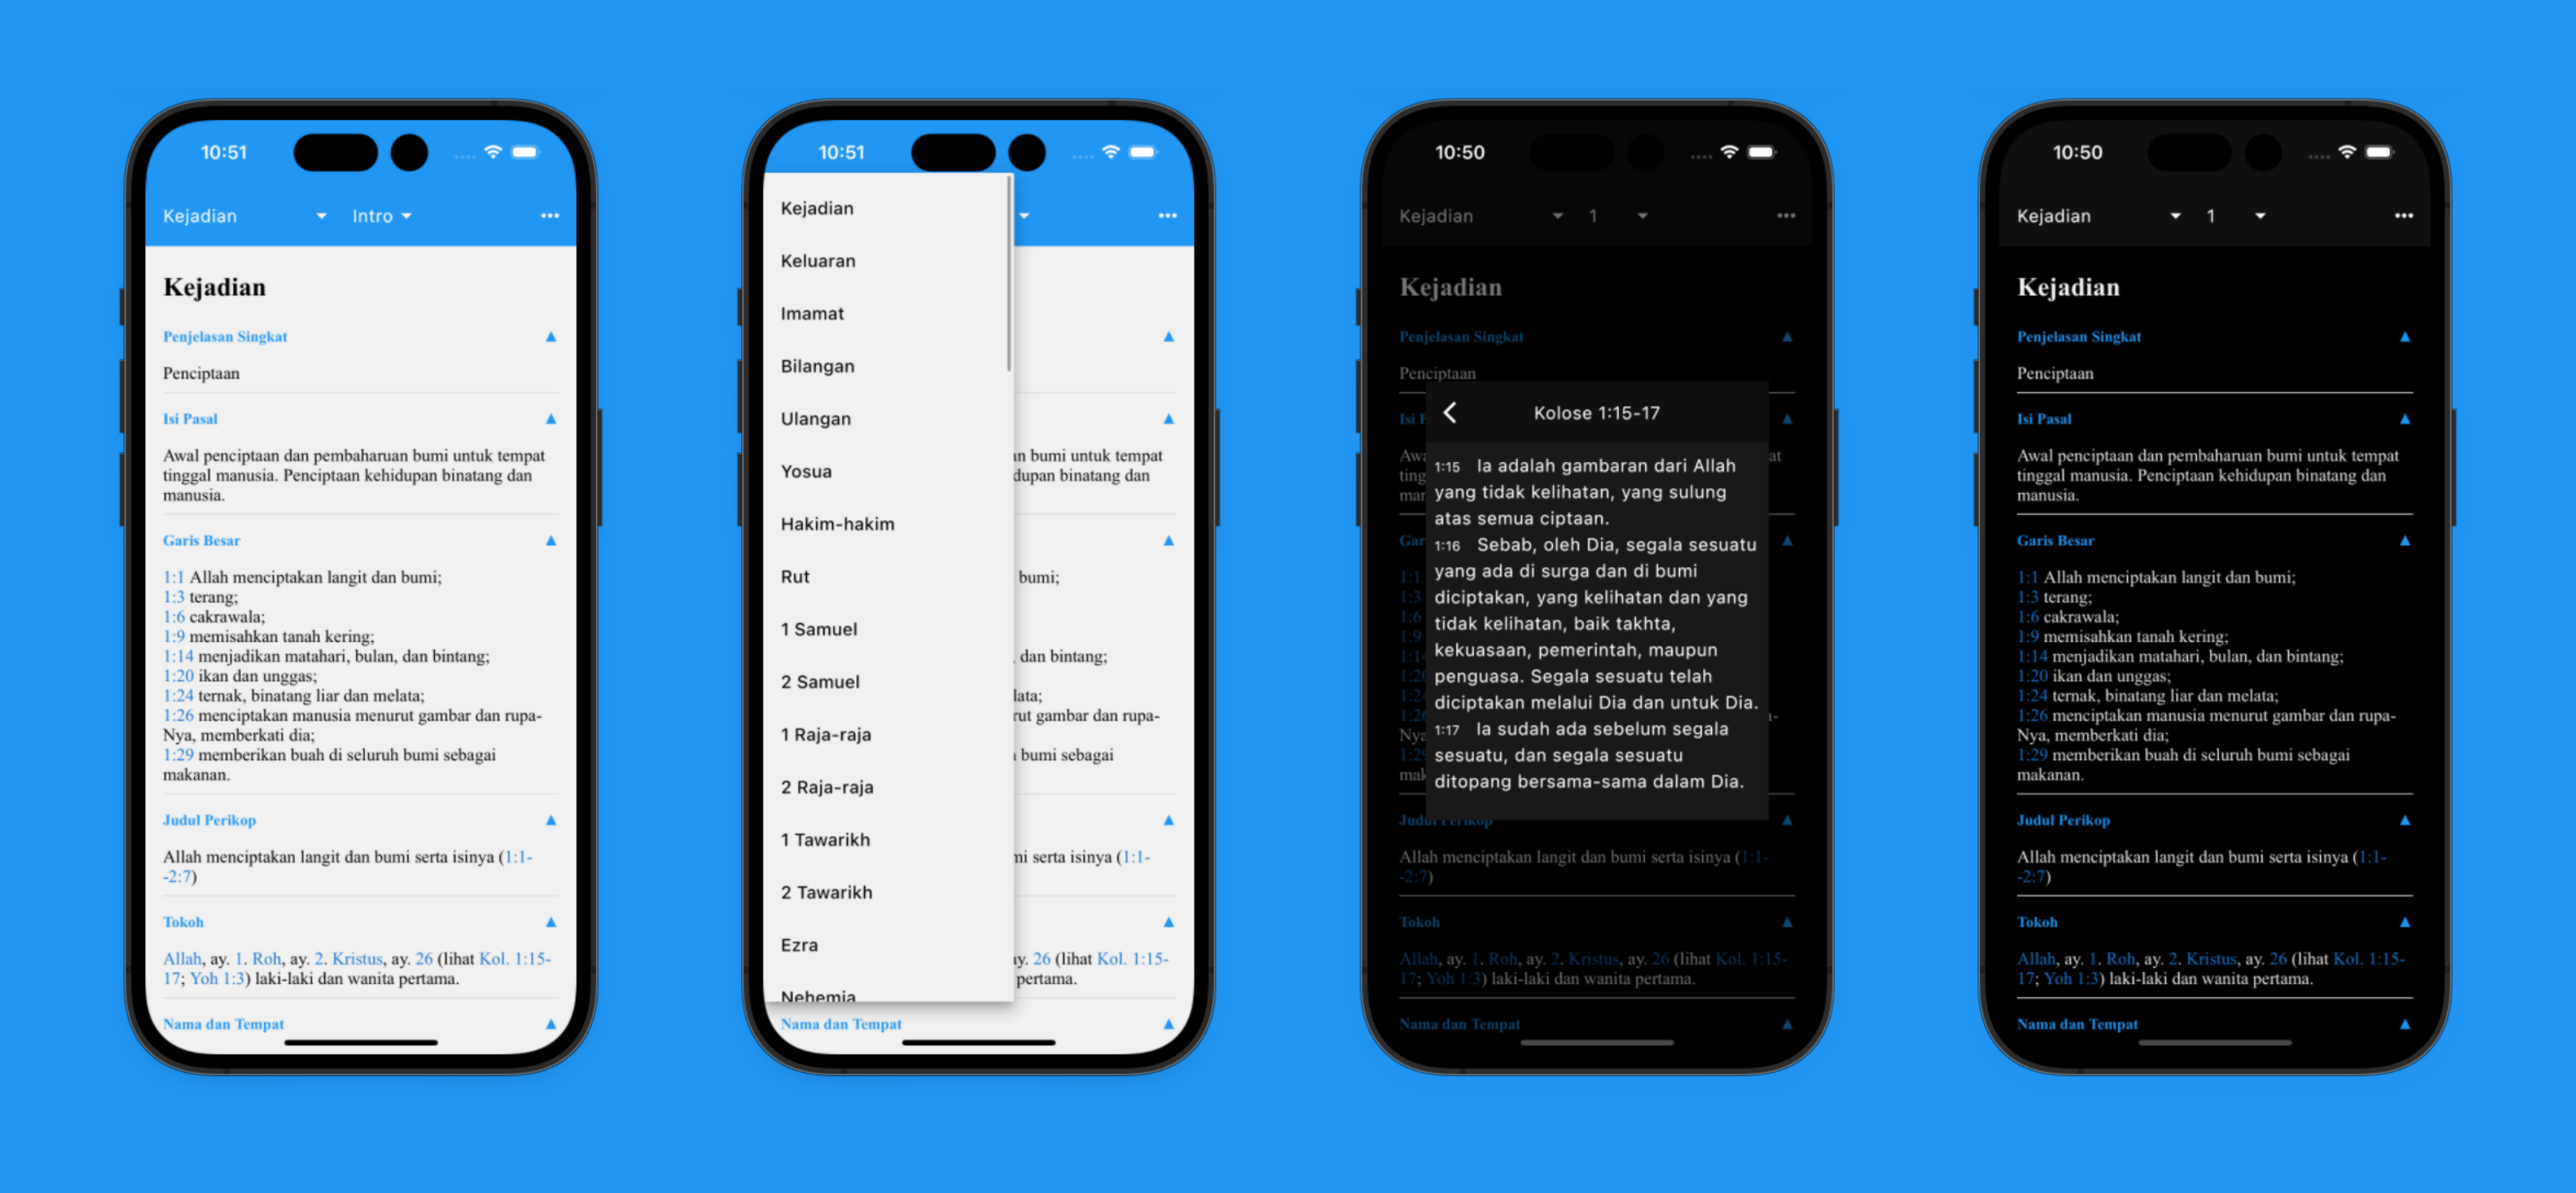 10:51
Kejadian Intro
Kejadian
Penjelasan Singkat
Penciptaan
Isi Pasal
Awal penciptaan dan pembaharuan bumi untuk tempat
tinggal manusia. Penciptaan kehidupan binatang dan
manusia.
Garis Besar
1:1 Allah menciptakan langit dan bumi;
1:3 terang;
1:6 cakrawala;
1:9 memisahkan tanah kering;
1:14 menjadikan matahari, bulan, dan bintang;
1:20 ikan dan unggas;
1:24 ternak, binatang liar dan melata;
1:26 menciptakan manusia menurut gambar dan rupa-
Nya, memberkati dia;
1:29 memberikan buah di seluruh bumi sebagai
makanan.
Judul Perikop
Allah menciptakan langit dan bumi serta isinya (1:1-
-2:7)
Tokoh
Allah, ay. 1. Roh, ay. 2. Kristus, ay. 26 (lihat Kol. 1:15-
17; Yoh 1:3) laki-laki dan wanita pertama.
Nama dan Tempat
10:51
Kejadian
Keluaran
Imamat
Bilangan
Ulangan
Yosua
Hakim-hakim
Rut
1 Samuel
2 Samuel
1 Raja-raja
2 Raja-raja
1 Tawarikh
2 Tawarikh
Ezra
Nehemia
an bumi untuk tempat
dupan binatang dan
bumi;
, dan bintang;
lata;
rut gambar dan rupa-
bumi sebagai
mi serta isinya (1:1-
ay. 26 (lihat Kol. 1:15-
pertama.
Nama dan Tempat
10:50
Kejadian 1
Kejadian
Penjelasan Singkat
Penciptaan
Kolose 1:15-17
1:15 Ia adalah gambaran dari Allah
yang tidak kelihatan, yang sulung
atas semua ciptaan.
1:16 Sebab, oleh Dia, segala sesuatu
yang ada di surga dan di bumi
diciptakan, yang kelihatan dan yang
tidak kelihatan, baik takhta,
kekuasaan, pemerintah, maupun
penguasa. Segala sesuatu telah
diciptakan melalui Dia dan untuk Dia.
1:17 Ia sudah ada sebelum segala
sesuatu, dan segala sesuatu
ditopang bersama-sama dalam Dia.
Judul Perikop
Allah menciptakan langit dan bumi serta isinya (1:1-
-2:7)
Tokoh
Allah, ay. 1. Roh, ay. 2. Kristus, ay. 26 (lihat Kol. 1:15-
17; Yoh 1:3) laki-laki dan wanita pertama.
Nama dan Tempat
10:50
Kejadian 1
Kejadian
Penjelasan Singkat
Penciptaan
Isi Pasal
Awal penciptaan dan pembaharuan bumi untuk tempat
tinggal manusia. Penciptaan kehidupan binatang dan
manusia.
Garis Besar
1:1 Allah menciptakan langit dan bumi;
1:3 terang;
1:6 cakrawala;
1:9 memisahkan tanah kering;
1:14 menjadikan matahari, bulan, dan bintang;
1:20 ikan dan unggas;
1:24 ternak, binatang liar dan melata;
1:26 menciptakan manusia menurut gambar dan rupa-
Nya, memberkati dia;
1:29 memberikan buah di seluruh bumi sebagai
makanan.
Judul Perikop
Allah menciptakan langit dan bumi serta isinya (1:1-
-2:7)
Tokoh
Allah, ay. 1. Roh, ay. 2. Kristus, ay. 26 (lihat Kol. 1:15-
17; Yoh 1:3) laki-laki dan wanita pertama.
Nama dan Tempat